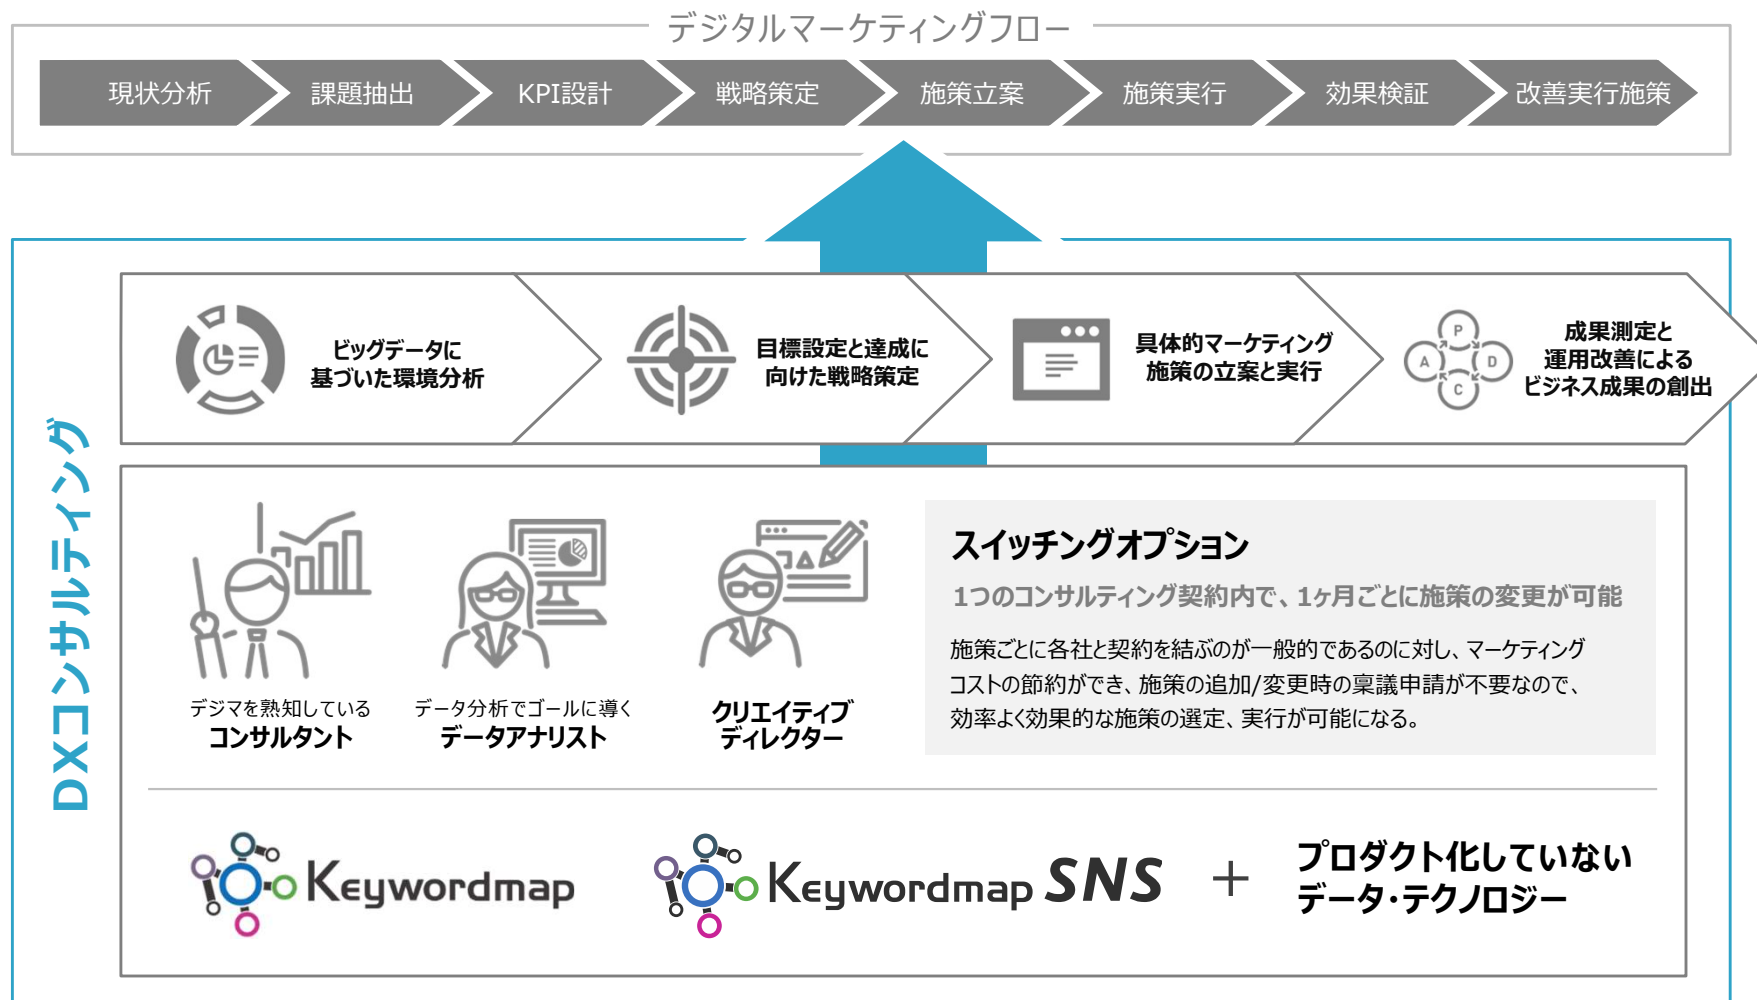 デジタルマーケティングフロー
現状分析
課題抽出
KPI設計
戦略策定
施策立案
施策実行
効果検証
改善実行施策
DXコンサルティング
ビッグデータに
基づいた環境分析
目標設定と達成に
向けた戦略策定
具体的マーケティング
施策の立案と実行
P
A
D
C
成果測定と
運用改善による
ビジネス成果の創出
デジマを熟知している
コンサルタント
データ分析でゴールに導く
データアナリスト
クリエイティブ
ディレクター
スイッチングオプション
1つのコンサルティング契約内で、1ヶ月ごとに施策の変更が可能
施策ごとに各社と契約を結ぶのが一般的であるのに対し、マーケティング
コストの節約ができ、施策の追加/変更時の稟議申請が不要なので、
効率よく効果的な施策の選定、実行が可能になる。
Keywordmap
Keywordmap SNS
+
プロダクト化していない
データ・テクノロジー